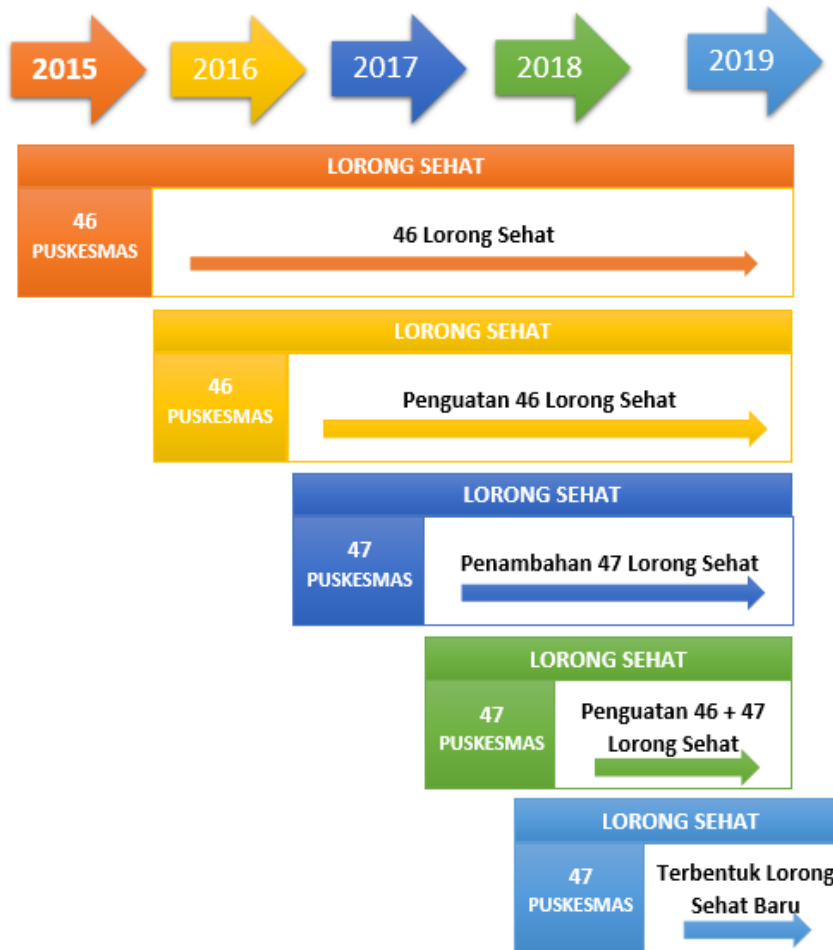 2015
2016
2017
2018
2019
LORONG SEHAT
46
PUSKESMAS
46 Lorong Sehat
LORONG SEHAT
46
PUSKESMAS
Penguatan 46 Lorong Sehat
LORONG SEHAT
47
PUSKESMAS
Penambahan 47 Lorong Sehat
LORONG SEHAT
47
PUSKESMAS
Penguatan 46 + 47
Lorong Sehat
LORONG SEHAT
47
PUSKESMAS
Terbentuk Lorong
Sehat Baru